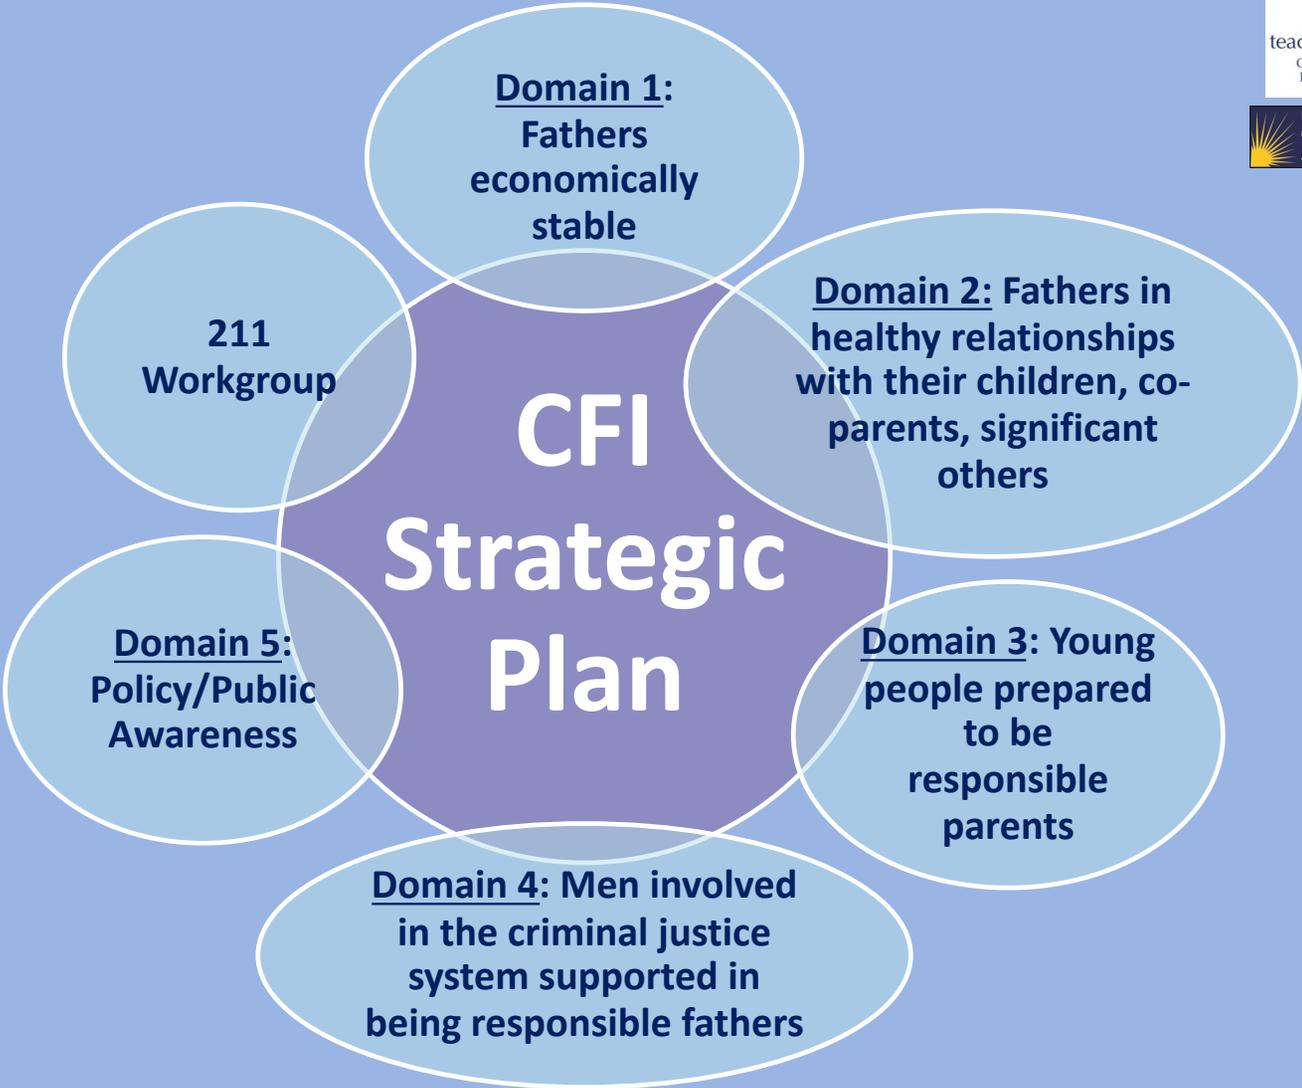 Domain 1:
Fathers
economically
stable
Domain 2: Fathers in
healthy relationships
with their children, co-
parents, significant
others
Domain 3: Young
people prepared
to be
responsible
parents
Domain 4: Men involved
in the criminal justice
system supported in
being responsible fathers
Domain 5:
Policy/Public
Awareness
211
Workgroup
CFI
Strategic
Plan